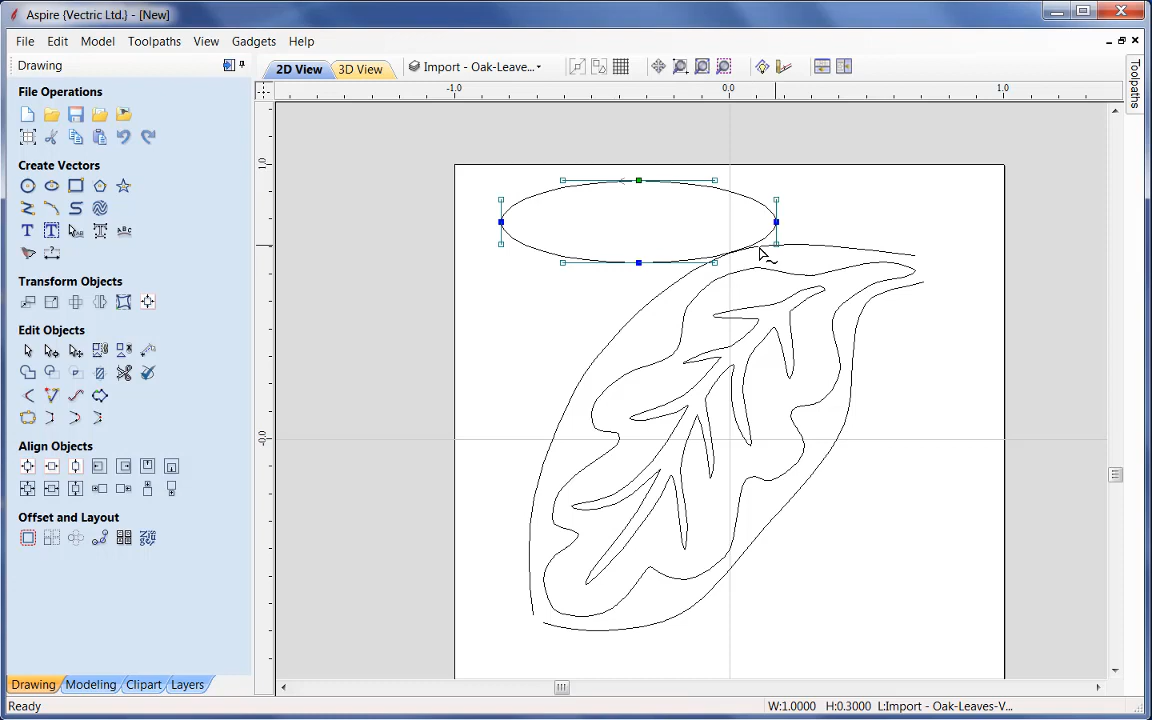 Aspire {Vectric Ltd.} - [New]
File Edit Model Toolpaths View Gadgets Help
Drawing
2D View
3D View
Import - Oak-Leave...
Toolpaths
File Operations
-1.0 0.0 1.0
1.0
-0.0
Create Vectors
Transform Objects
Edit Objects
Align Objects
Offset and Layout
Drawing Modeling Clipart Layers
Ready
W:1.0000 H:0.3000 L:Import - Oak-Leaves-V...